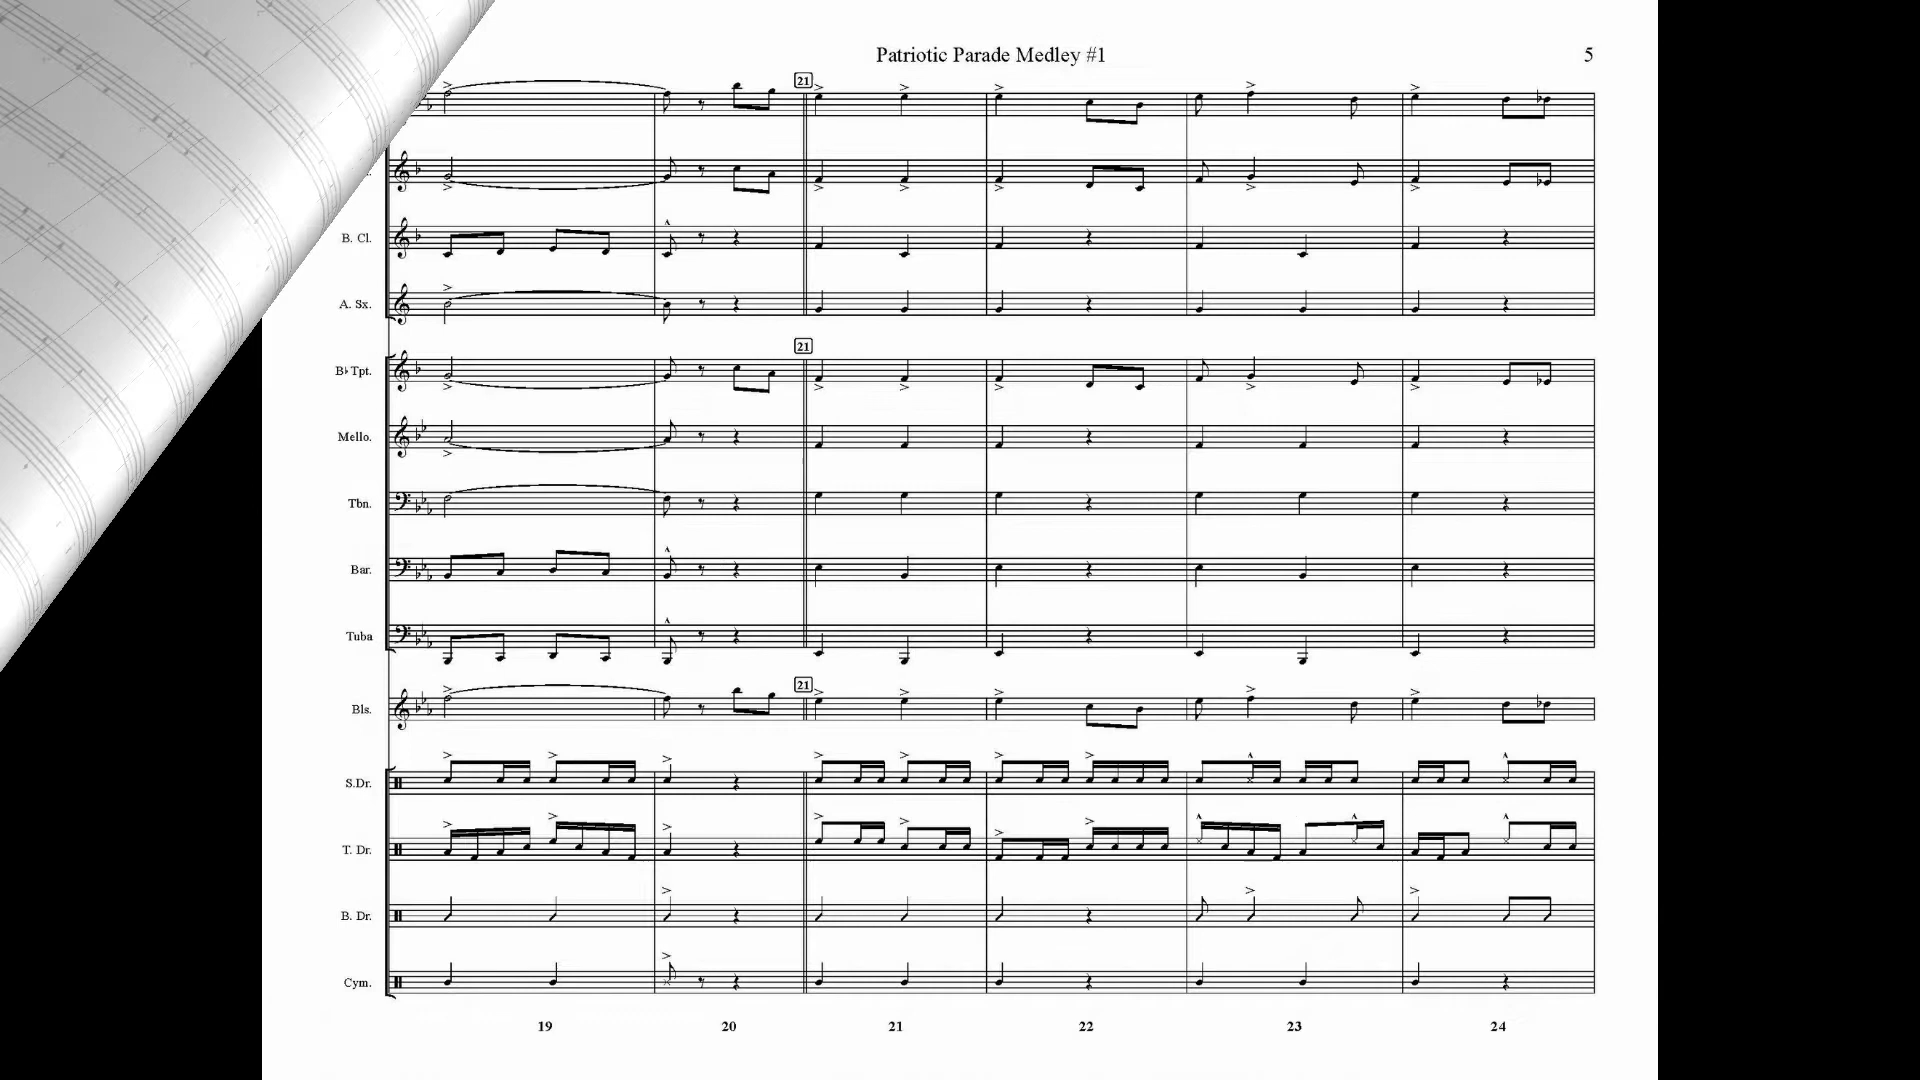 Patriotic Parade Medley #1
5
21
B. Cl.
A. Sx.
21
B♭ Tpt.
Mello.
Tbn.
Bar.
Tuba
21
Bls.
S.Dr.
T. Dr.
B. Dr.
Cym.
19 20 21 22 23 24